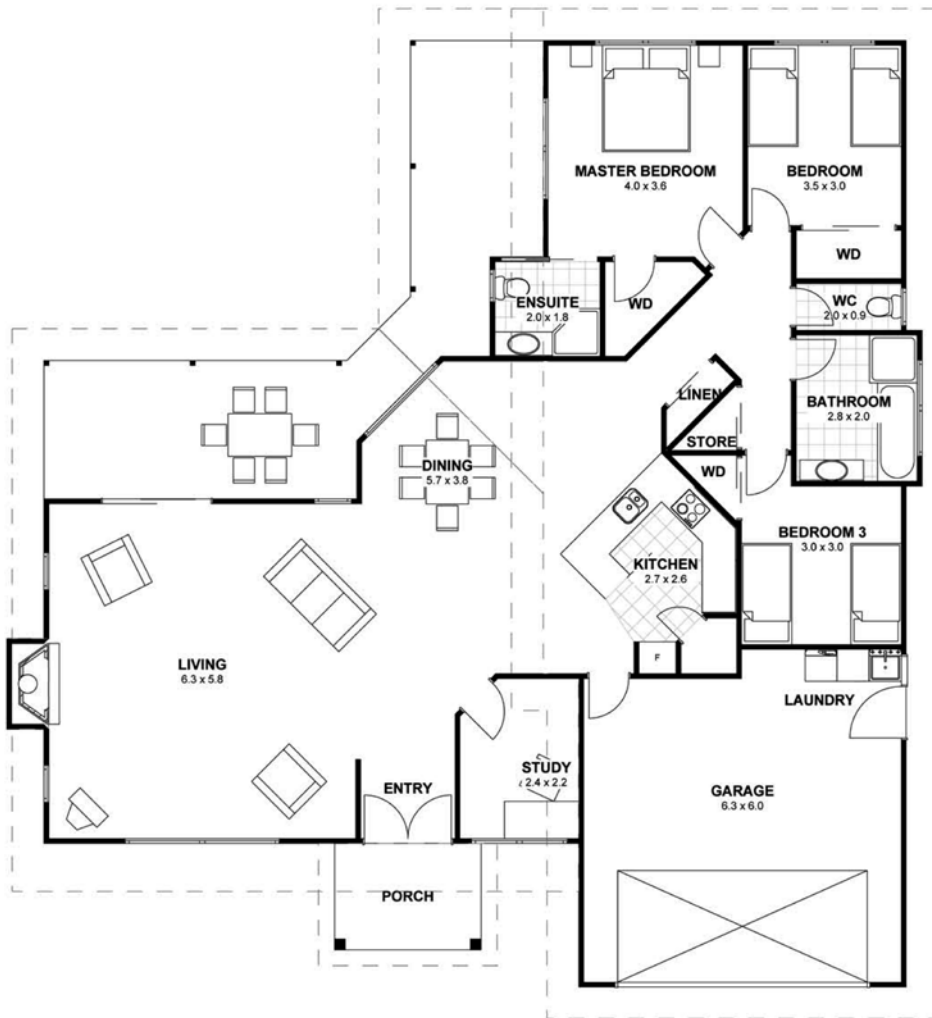 MASTER BEDROOM
4.0 x 3.6
BEDROOM
3.5 x 3.0
WD
ENSUITE
2.0 x 1.8
WD
WC
2.0 x 0.9
LINEN
BATHROOM
2.8 x 2.0
STORE
DINING
5.7 x 3.8
WD
BEDROOM 3
3.0 x 3.0
KITCHEN
2.7 x 2.6
F
LIVING
6.3 x 5.8
LAUNDRY
STUDY
2.4 x 2.2
ENTRY
GARAGE
6.3 x 6.0
PORCH